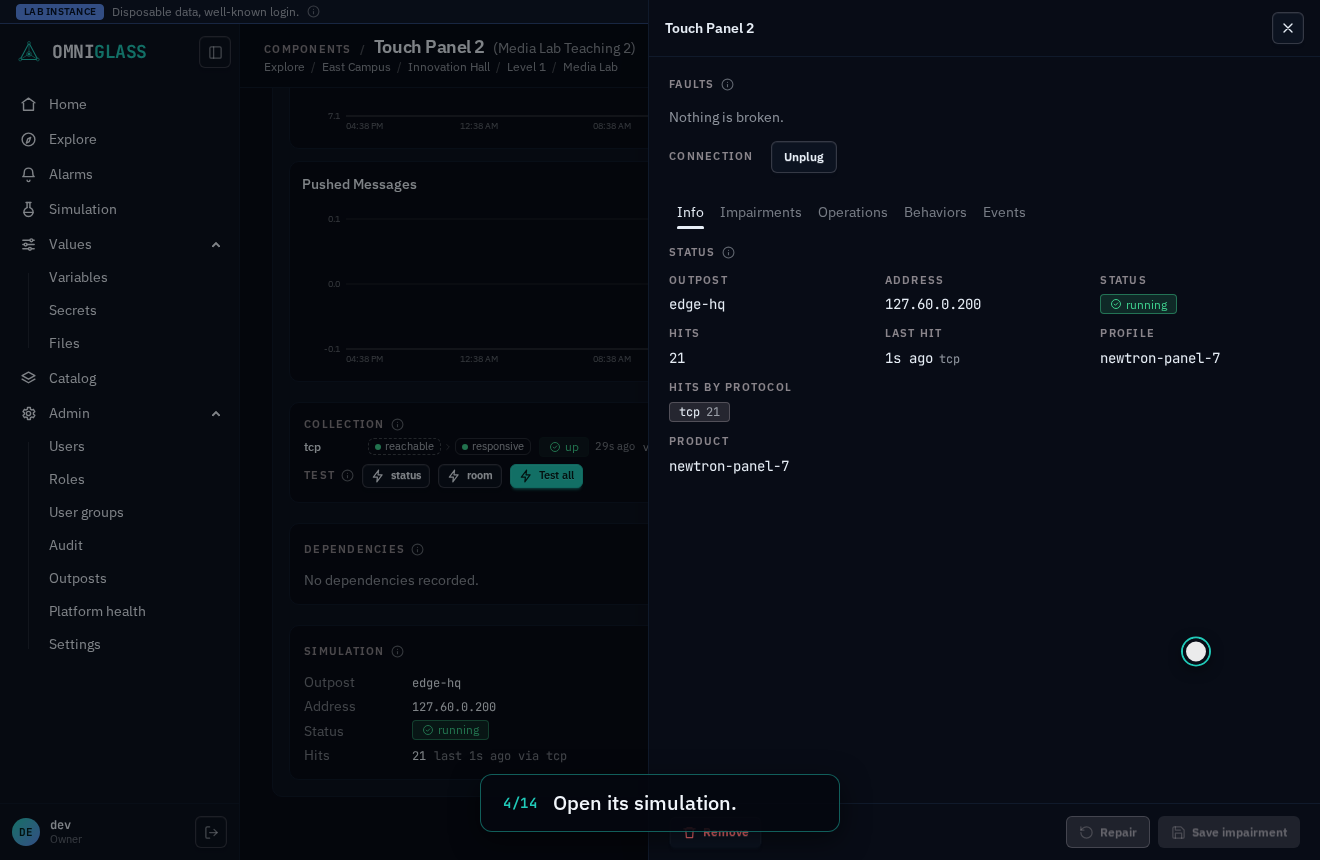 LAB INSTANCE Disposable data, well-known login.
OMNIGLASS
Home
Explore
Alarms
Simulation
Values
Variables
Secrets
Files
Catalog
Admin
Users
Roles
User groups
Audit
Outposts
Platform health
Settings
DE dev
Owner
COMPONENTS / Touch Panel 2 (Media Lab Teaching 2)
Explore / East Campus / Innovation Hall / Level 1 / Media Lab
7.1
04:38 PM 12:38 AM 08:38 AM
Pushed Messages
0.1
0.0
-0.1
04:38 PM 12:38 AM 08:38 AM
COLLECTION
tcp reachable › responsive up 29s ago v
TEST status room Test all
DEPENDENCIES
No dependencies recorded.
SIMULATION
Outpost edge-hq
Address 127.60.0.200
Status running
Hits 21 last 1s ago via tcp
Touch Panel 2
FAULTS
Nothing is broken.
CONNECTION Unplug
Info Impairments Operations Behaviors Events
STATUS
OUTPOST ADDRESS STATUS
edge-hq 127.60.0.200 running
HITS LAST HIT PROFILE
21 1s ago tcp newtron-panel-7
HITS BY PROTOCOL
tcp 21
PRODUCT
newtron-panel-7
4/14 Open its simulation.
Remove Repair Save impairment